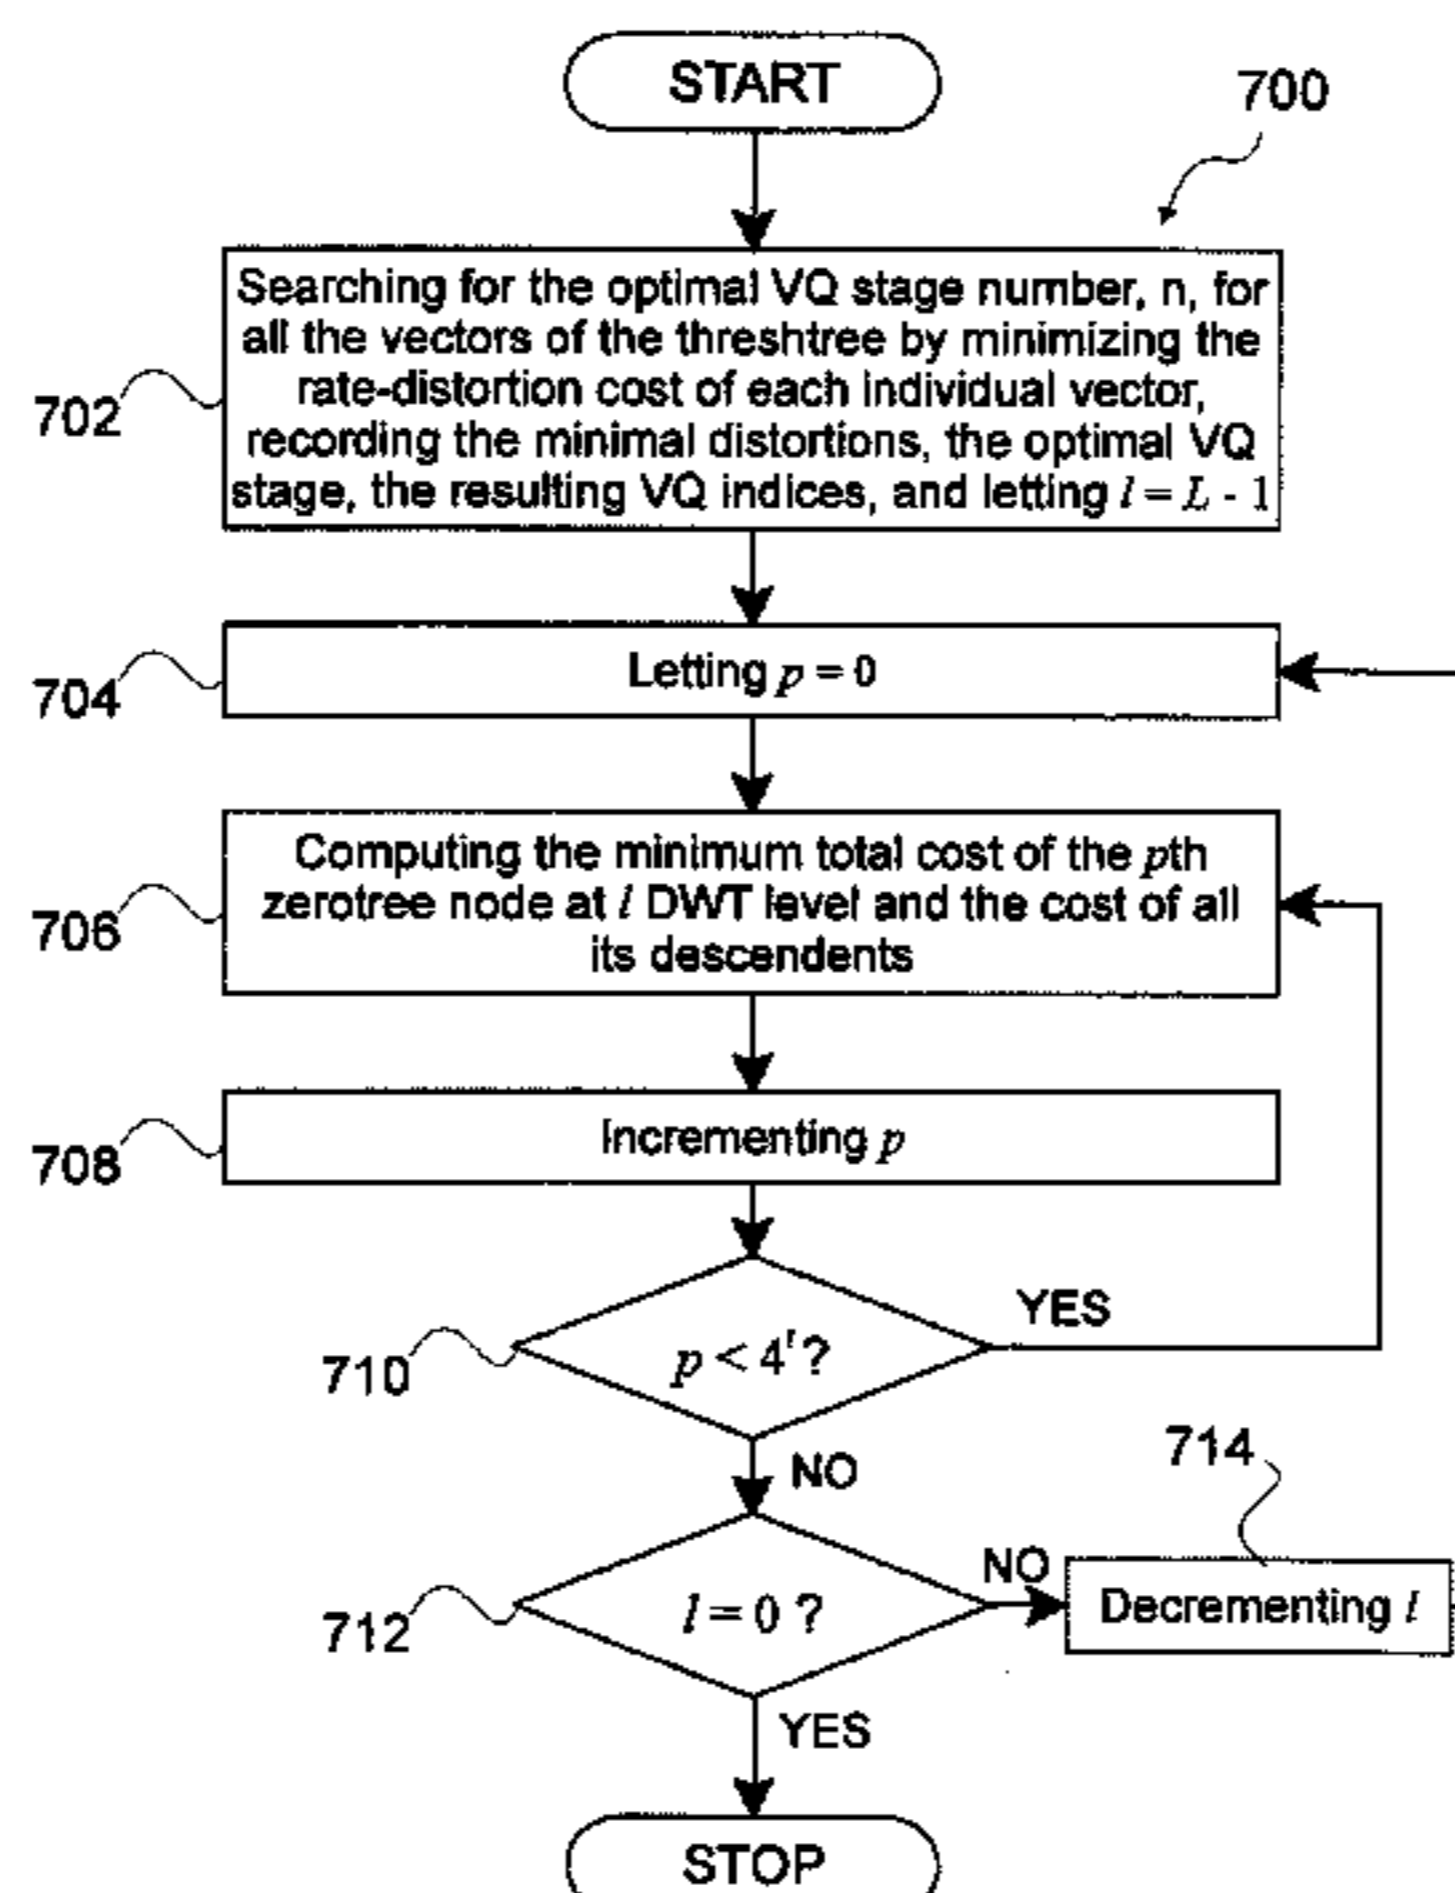 START
700
Searching for the optimal VQ stage number, n, for
all the vectors of the threshtree by minimizing the
rate-distortion cost of each individual vector,
recording the minimal distortions, the optimal VQ
stage, the resulting VQ indices, and letting l = L - 1
702
Letting p = 0
704
Computing the minimum total cost of the pth
zerotree node at l DWT level and the cost of all
its descendents
706
Incrementing p
708
YES
p < 4^l ?
710
NO
714
NO
l = 0 ?
Decrementing l
712
YES
STOP